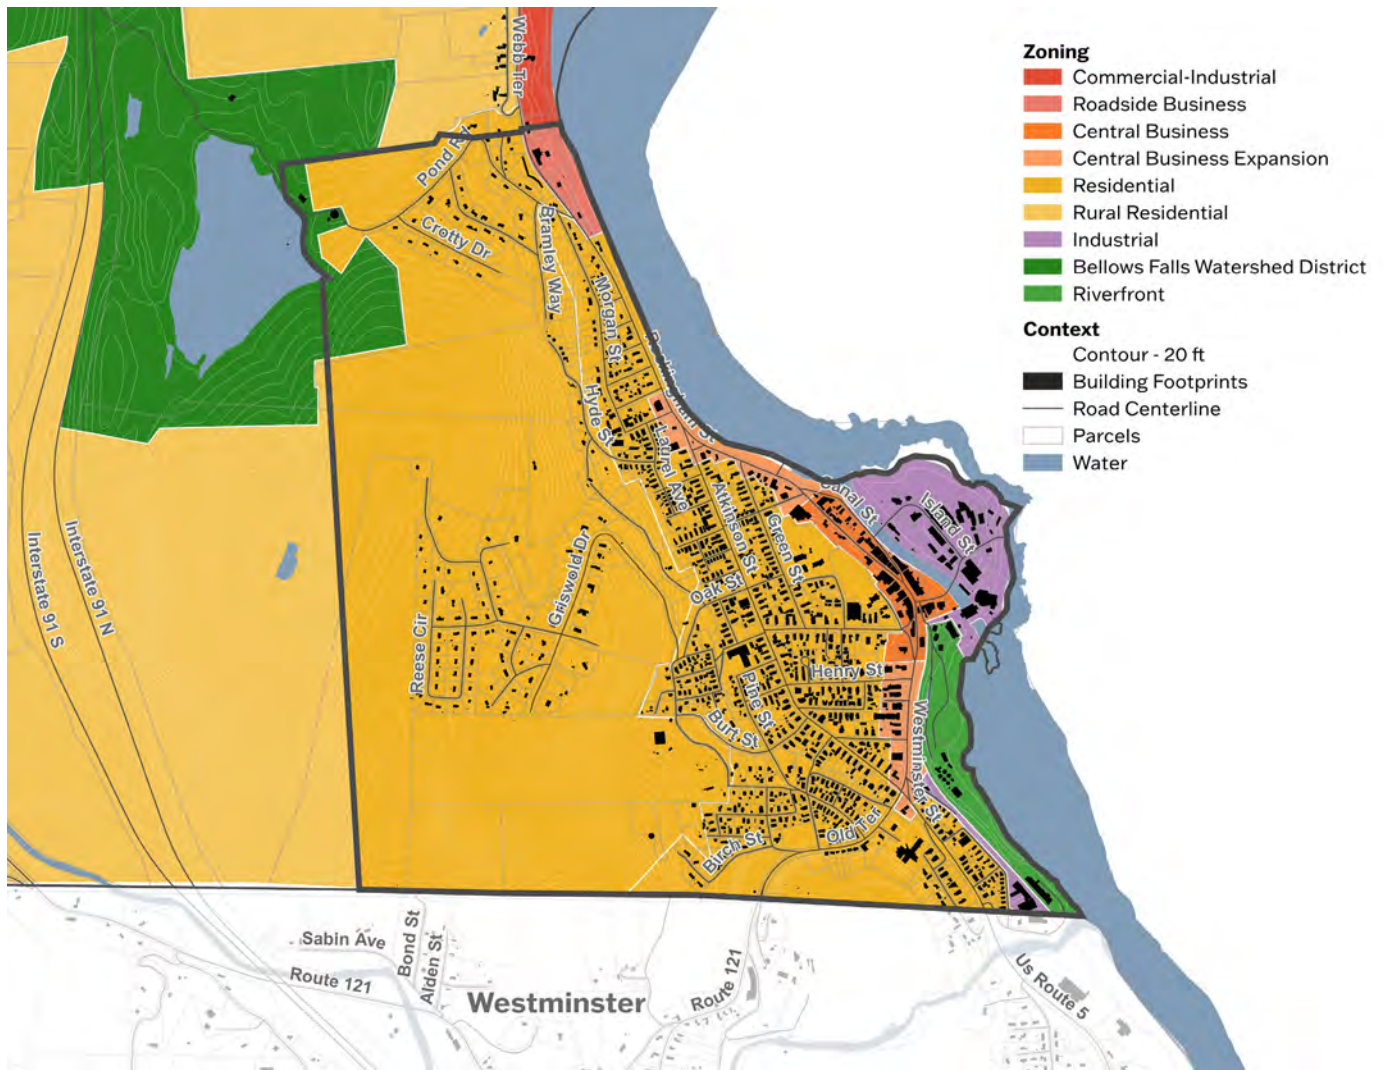 Zoning
Commercial-Industrial
Roadside Business
Central Business
Central Business Expansion
Residential
Rural Residential
Industrial
Bellows Falls Watershed District
Riverfront
Context
Contour - 20 ft
Building Footprints
Road Centerline
Parcels
Water
Webb Ter
Pond Rd
Crotty Dr
Bramley Way
Morgan St
Hyde St
Laurel Ave
Atkinson St
Green St
Canal St
Island St
Interstate 91 S
Interstate 91 N
Griswold Dr
Oak St
Reese Cir
Henry St
Pine St
Burt St
Westminster St
Old Ter
Birch St
Sabin Ave
Bond St
Alden St
Route 121
Westminster
Route 121
Us Route 5